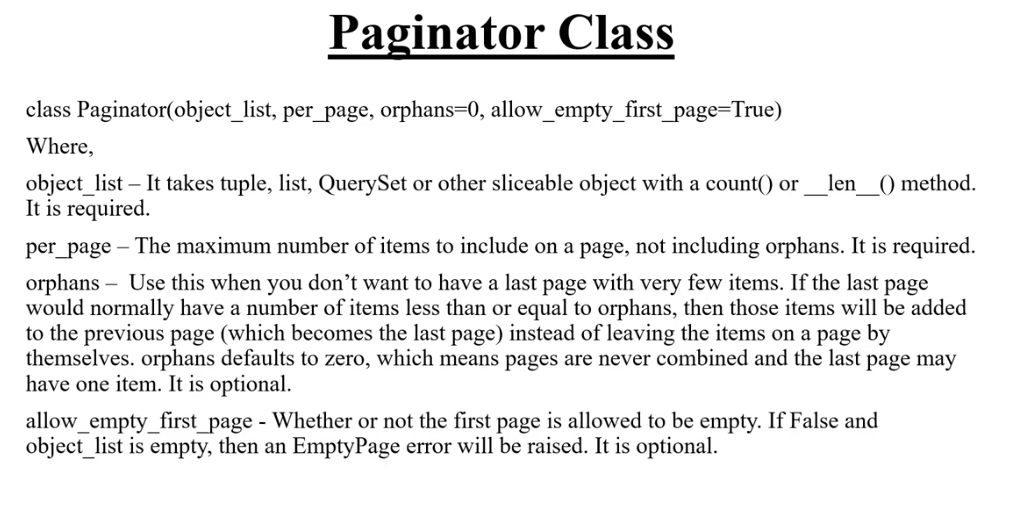 Paginator Class
class Paginator(object_list, per_page, orphans=0, allow_empty_first_page=True)
Where,
object_list – It takes tuple, list, QuerySet or other sliceable object with a count() or __len__() method.
It is required.
per_page – The maximum number of items to include on a page, not including orphans. It is required.
orphans –  Use this when you don’t want to have a last page with very few items. If the last page
would normally have a number of items less than or equal to orphans, then those items will be added
to the previous page (which becomes the last page) instead of leaving the items on a page by
themselves. orphans defaults to zero, which means pages are never combined and the last page may
have one item. It is optional.
allow_empty_first_page - Whether or not the first page is allowed to be empty. If False and
object_list is empty, then an EmptyPage error will be raised. It is optional.